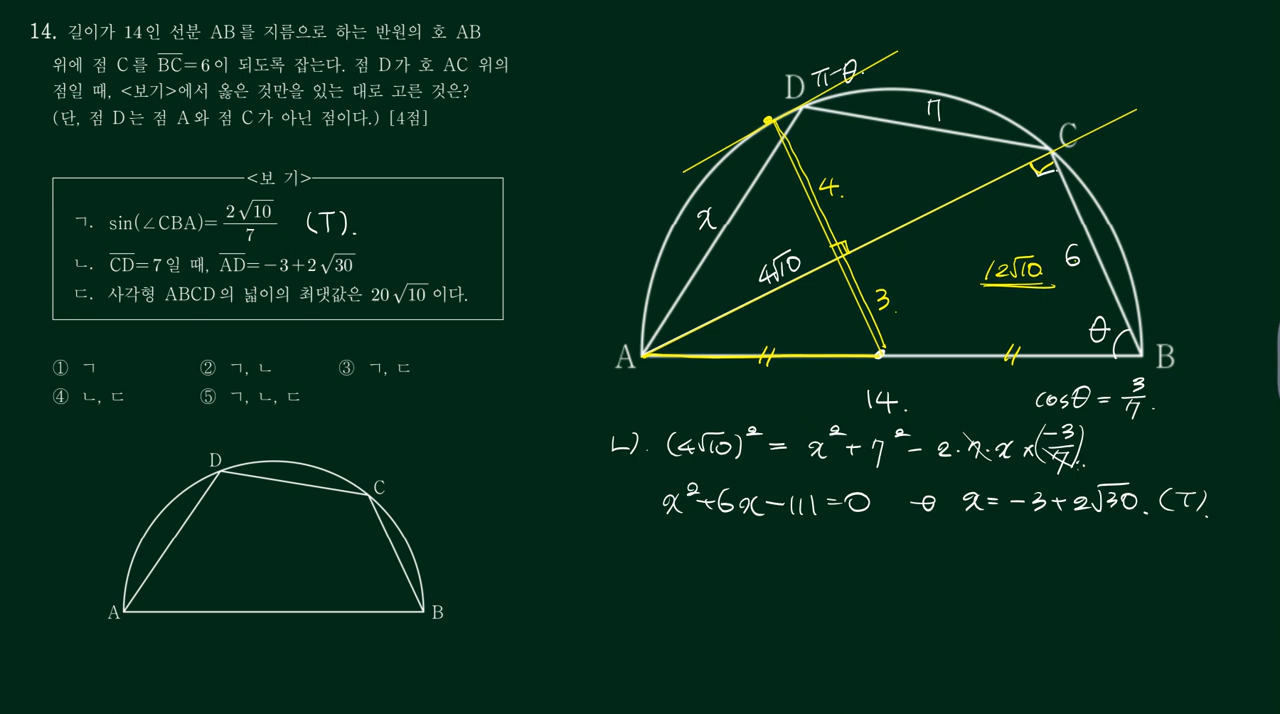 14. 길이가 14인 선분 AB를 지름으로 하는 반원의 호 AB
위에 점 C를 BC=6이 되도록 잡는다. 점 D가 호 AC 위의
점일 때, <보기>에서 옳은 것만을 있는 대로 고른 것은?
(단, 점 D는 점 A와 점 C가 아닌 점이다.) [4점]
<보 기>
ㄱ. sin(∠CBA)=2√10/7 (T).
ㄴ. CD=7일 때, AD=-3+2√30
ㄷ. 사각형 ABCD의 넓이의 최댓값은 20√10이다.
① ㄱ ② ㄱ, ㄴ ③ ㄱ, ㄷ
④ ㄴ, ㄷ ⑤ ㄱ, ㄴ, ㄷ
D
C
A
B
D π-θ.
7
C
4.
x
4√10
6
12√10
3.
θ
A
B
14.
cosθ = 3/7.
ㄴ). (4√10)² = x² + 7² - 2·7·x × (-3/7).
x²+6x-111=0 → x=-3+2√30. (T).